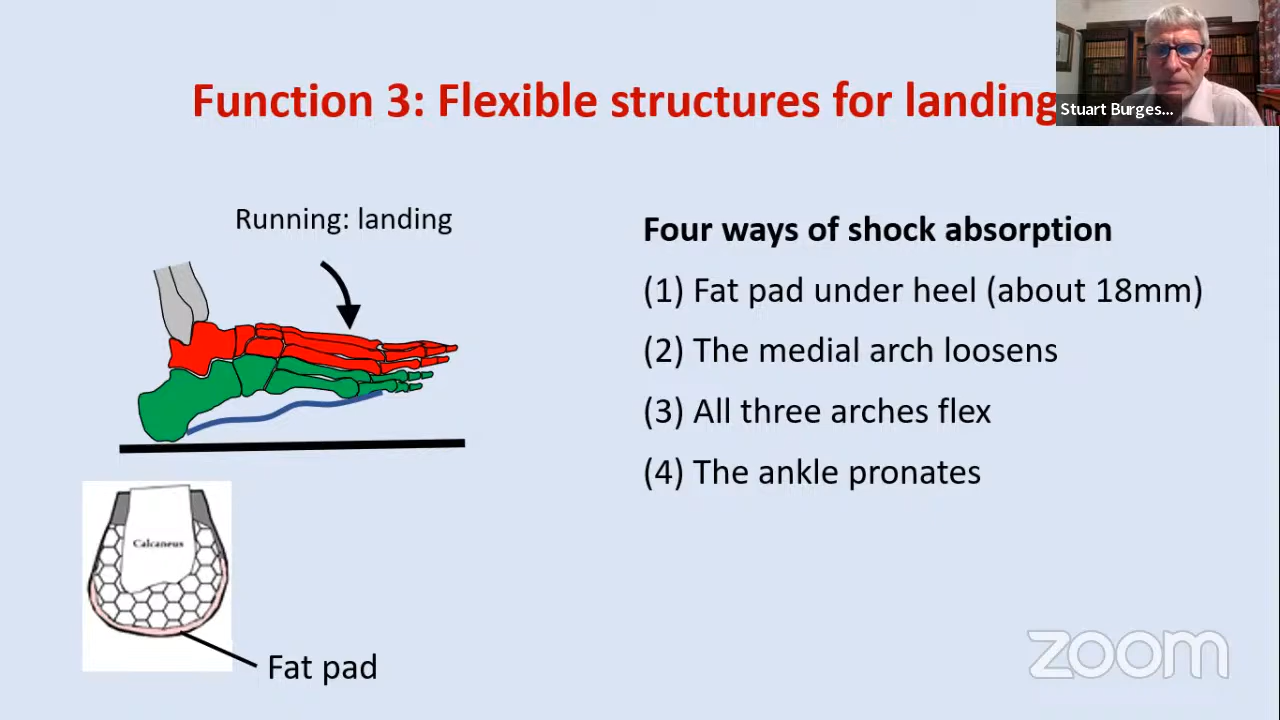 Function 3: Flexible structures for landing
Stuart Burges...
Running: landing
Four ways of shock absorption
(1) Fat pad under heel (about 18mm)
(2) The medial arch loosens
(3) All three arches flex
(4) The ankle pronates
Calcaneus
Fat pad
zoom